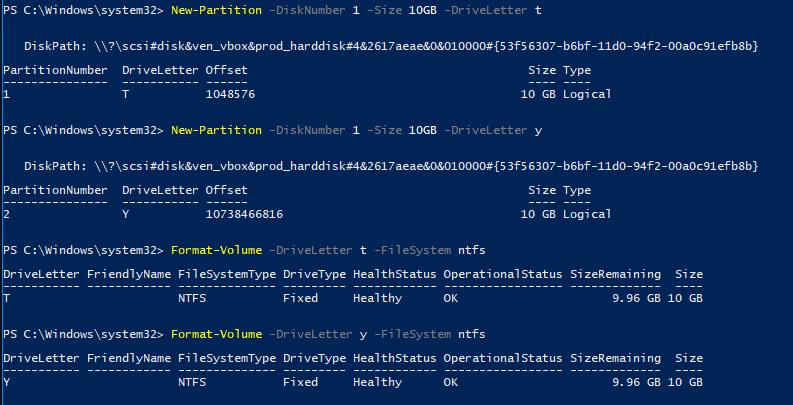 PS C:\Windows\system32> New-Partition -DiskNumber 1 -Size 10GB -DriveLetter t
DiskPath: \\?\scsi#disk&ven_vbox&prod_harddisk#4&2617aeae&0&010000#{53f56307-b6bf-11d0-94f2-00a0c91efb8b}
PartitionNumber DriveLetter Offset Size Type
--------------- ----------- ------ ---- ----
1 T 1048576 10 GB Logical
PS C:\Windows\system32> New-Partition -DiskNumber 1 -Size 10GB -DriveLetter y
DiskPath: \\?\scsi#disk&ven_vbox&prod_harddisk#4&2617aeae&0&010000#{53f56307-b6bf-11d0-94f2-00a0c91efb8b}
PartitionNumber DriveLetter Offset Size Type
--------------- ----------- ------ ---- ----
2 Y 10738466816 10 GB Logical
PS C:\Windows\system32> Format-Volume -DriveLetter t -FileSystem ntfs
DriveLetter FriendlyName FileSystemType DriveType HealthStatus OperationalStatus SizeRemaining Size
----------- ------------ -------------- --------- ------------ ----------------- ------------- ----
T NTFS Fixed Healthy OK 9.96 GB 10 GB
PS C:\Windows\system32> Format-Volume -DriveLetter y -FileSystem ntfs
DriveLetter FriendlyName FileSystemType DriveType HealthStatus OperationalStatus SizeRemaining Size
----------- ------------ -------------- --------- ------------ ----------------- ------------- ----
Y NTFS Fixed Healthy OK 9.96 GB 10 GB